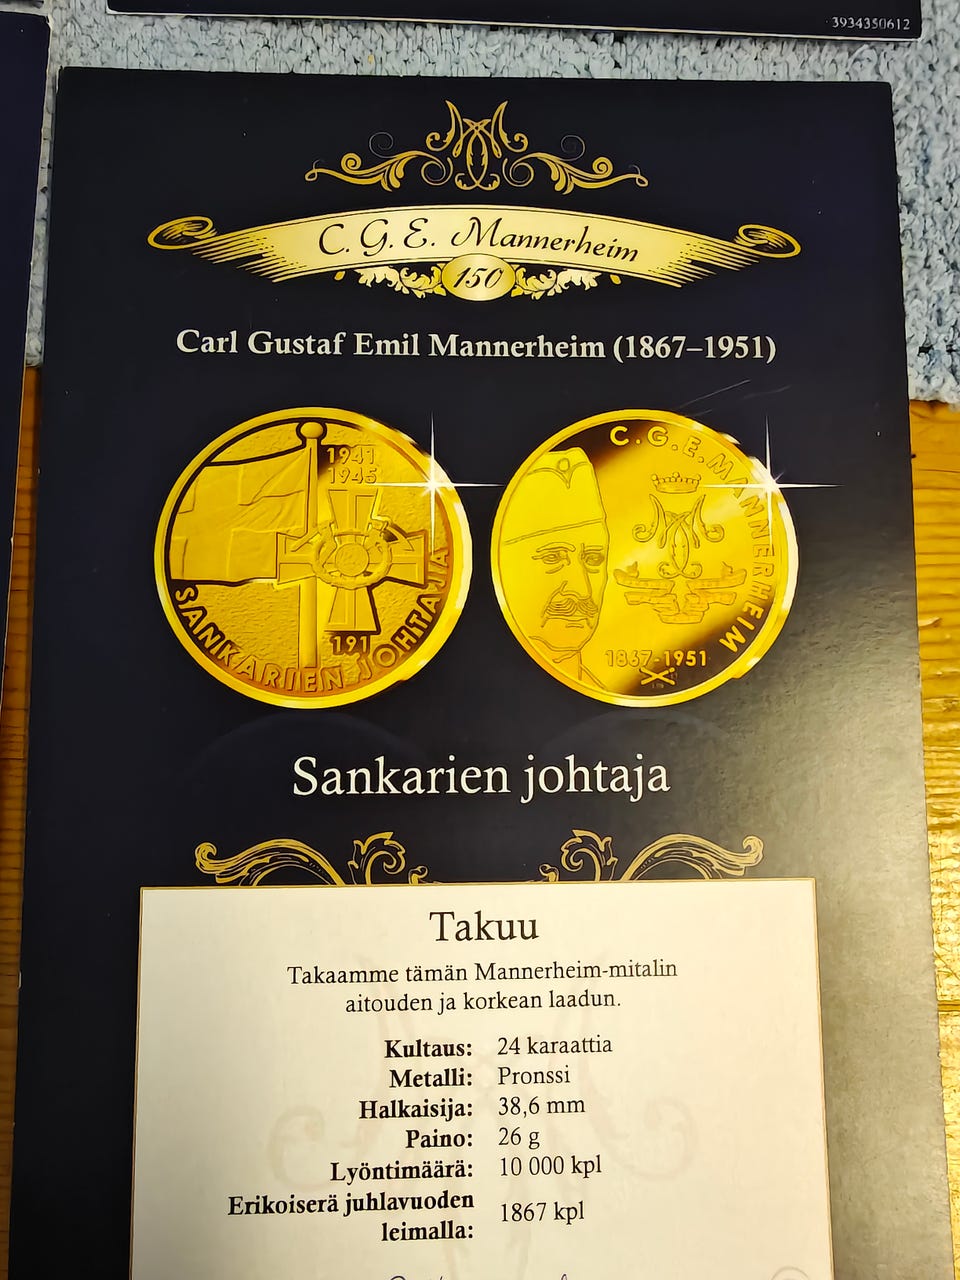 3934350612
C. G. E. Mannerheim
150
Carl Gustaf Emil Mannerheim (1867–1951)
1941
1945
SANKARIEN JOHTAJA
191
C.G.E. MANNERHEIM
1867-1951
Sankarien johtaja
Takuu
Takaamme tämän Mannerheim-mitalin
aitouden ja korkean laadun.
Kultaus: 24 karaattia
Metalli: Pronssi
Halkaisija: 38,6 mm
Paino: 26 g
Lyöntimäärä: 10 000 kpl
Erikoiserä juhlavuoden
leimalla: 1867 kpl